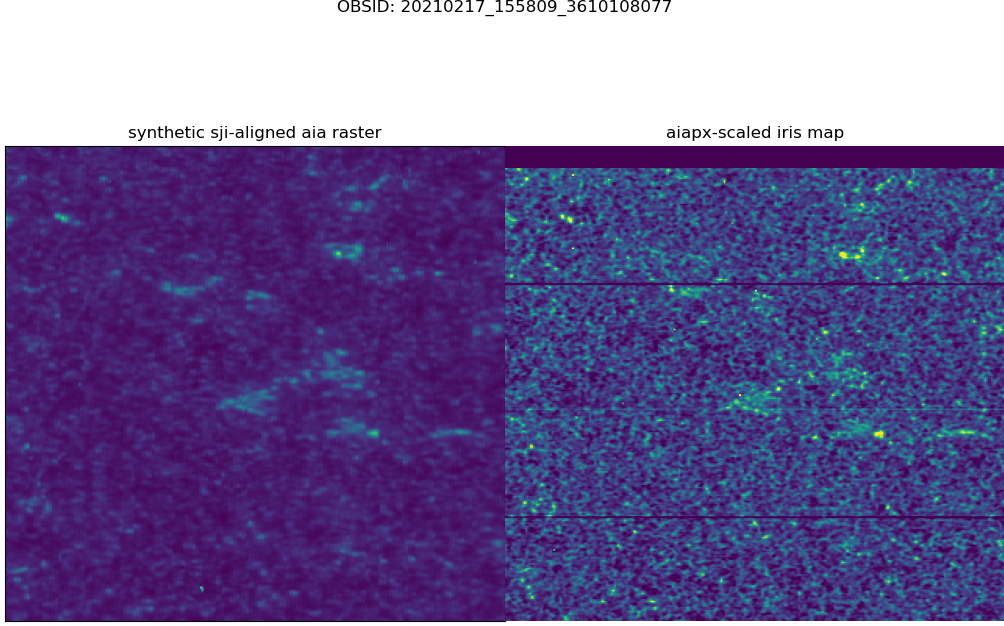 OBSID: 20210217_155809_3610108077
synthetic sji-aligned aia raster
aiapx-scaled iris map